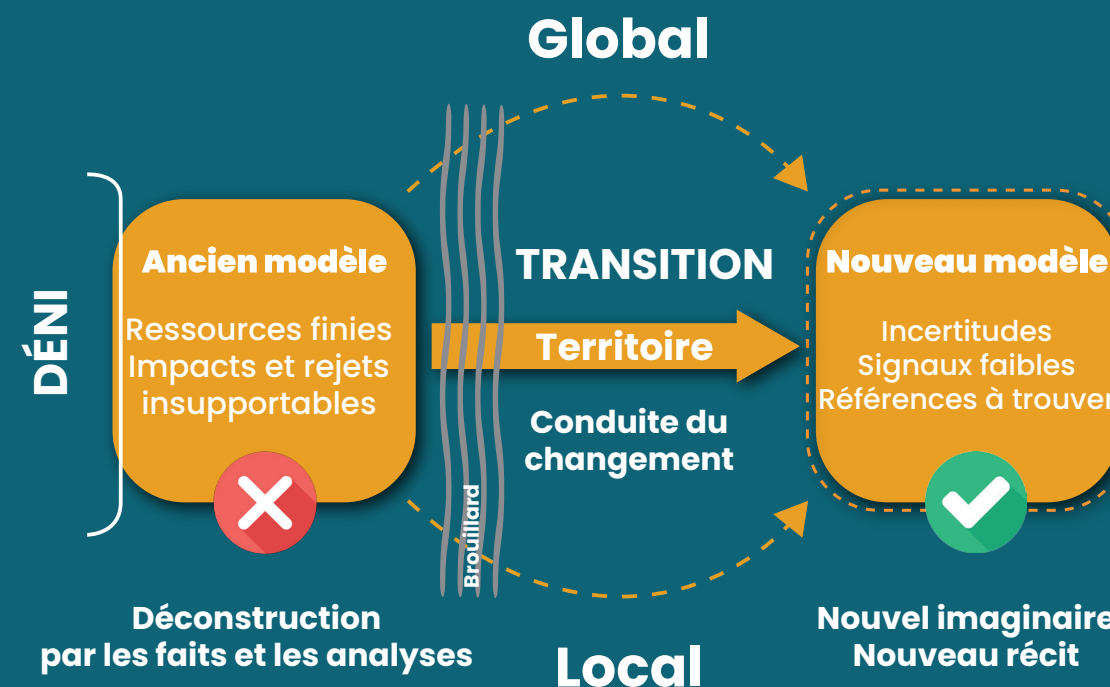 Global
DÉNI
Ancien modèle
Ressources finies
Impacts et rejets
insupportables
Brouillard
TRANSITION
Territoire
Conduite du
changement
Nouveau modèle
Incertitudes
Signaux faibles
Références à trouver
Déconstruction
par les faits et les analyses
Local
Nouvel imaginaire
Nouveau récit